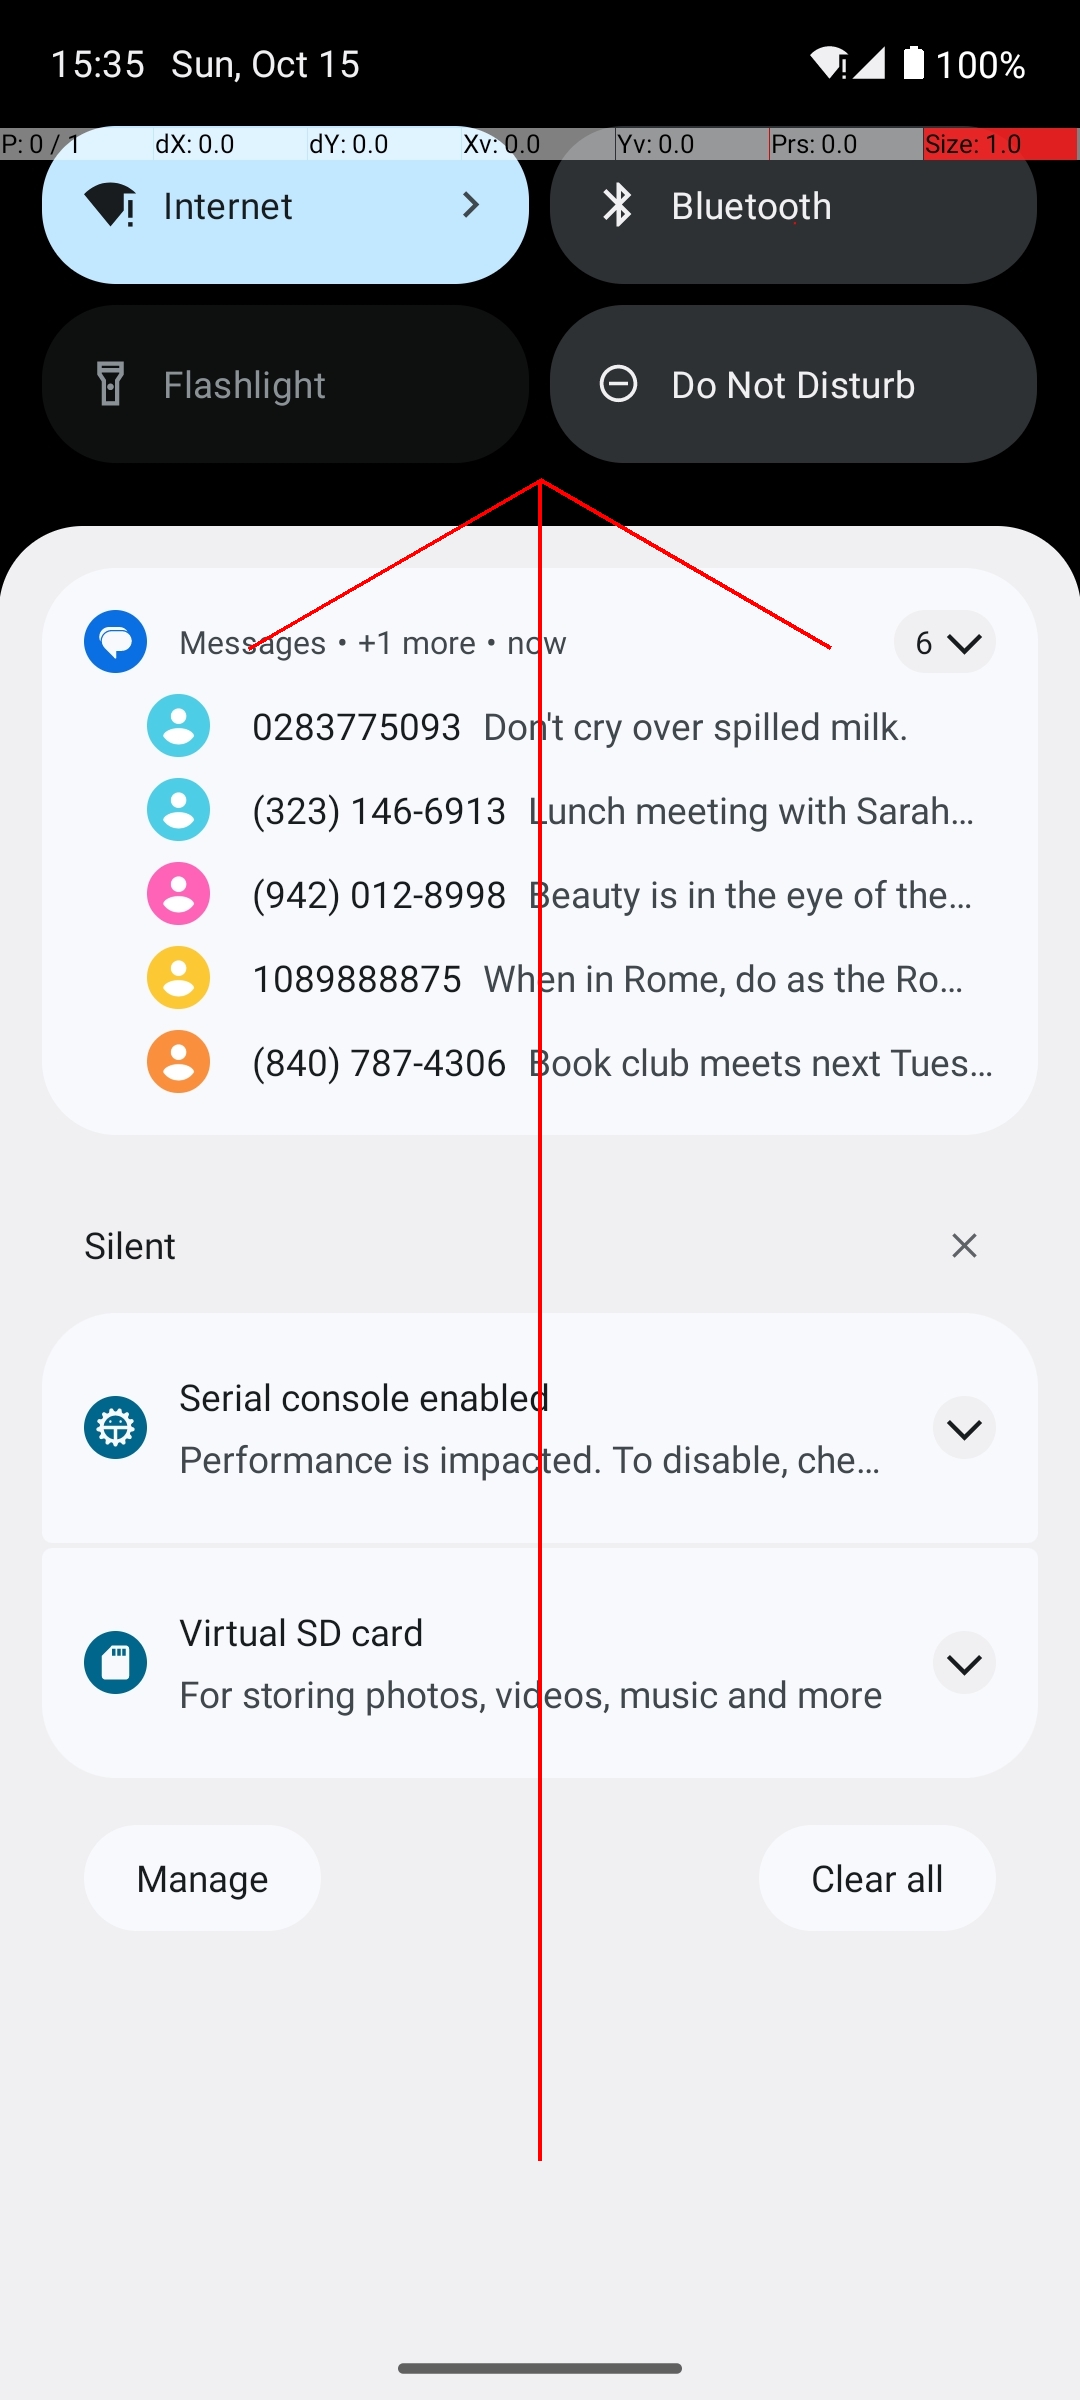 15:35 Sun, Oct 15 100%
P: 0 / 1 dX: 0.0 dY: 0.0 Xv: 0.0 Yv: 0.0 Prs: 0.0 Size: 1.0
Internet Bluetooth
Flashlight Do Not Disturb
Messages • +1 more • now 6
0283775093 Don't cry over spilled milk.
(323) 146-6913 Lunch meeting with Sarah...
(942) 012-8998 Beauty is in the eye of the...
1089888875 When in Rome, do as the Ro...
(840) 787-4306 Book club meets next Tues...
Silent
Serial console enabled
Performance is impacted. To disable, che...
Virtual SD card
For storing photos, videos, music and more
Manage Clear all